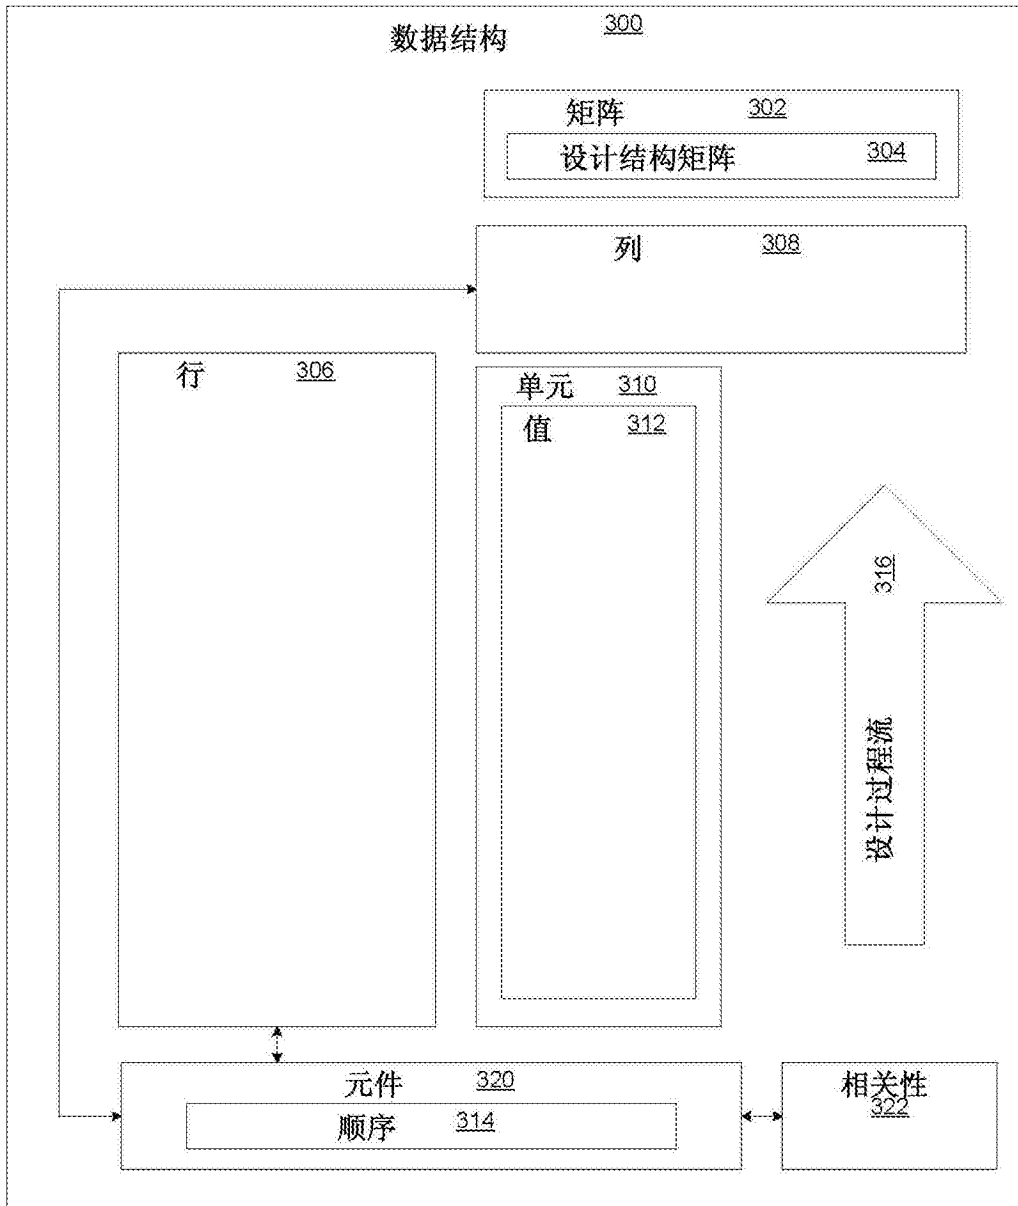 数据结构 300
矩阵 302
设计结构矩阵 304
列 308
行 306
单元 310
值 312
316
设计过程流
元件 320
顺序 314
相关性
322